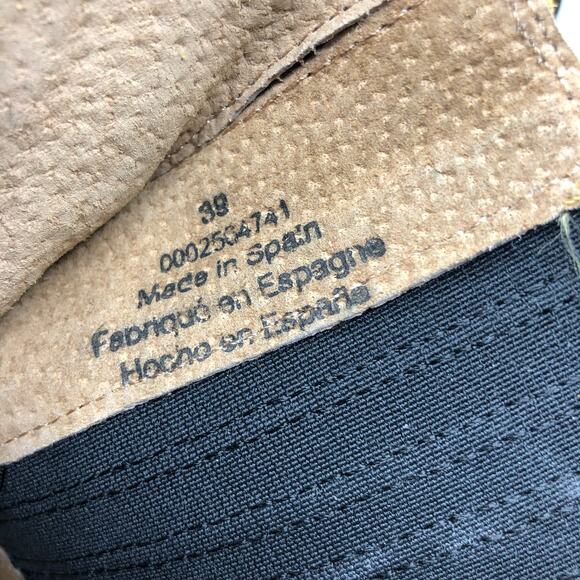 39
0002564741
Made in Spain
Fabriqué en Espagne
Hecho en España